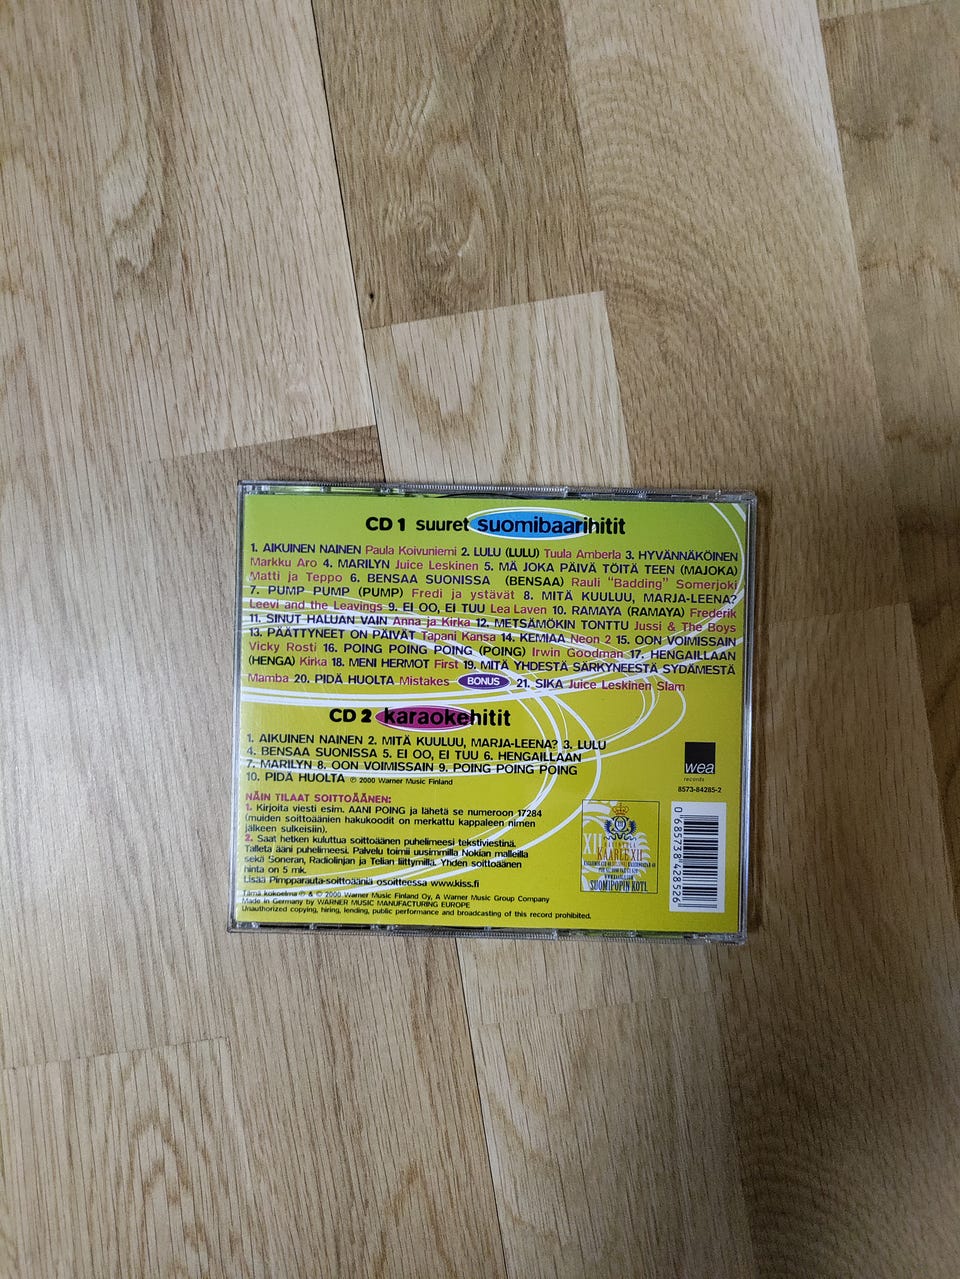 CD 1 suuret suomibaarihitit
1. AIKUINEN NAINEN Paula Koivuniemi 2. LULU (LULU) Tuula Amberla 3. HYVÄNNÄKÖINEN
Markku Aro 4. MARILYN Juice Leskinen 5. MÄ JOKA PÄIVÄ TÖITÄ TEEN (MAJOKA)
Matti ja Teppo 6. BENSAA SUONISSA (BENSAA) Rauli "Badding" Somerjoki
7. PUMP PUMP (PUMP) Fredi ja ystävät 8. MITÄ KUULUU, MARJA-LEENA?
Leevi and the Leavings 9. EI OO, EI TUU Lea Laven 10. RAMAYA (RAMAYA) Frederik
11. SINUT HALUAN VAIN Anna ja Kirka 12. METSÄMÖKIN TONTTU Jussi & The Boys
13. PÄÄTTYNEET ON PÄIVÄT Tapani Kansa 14. KEMIAA Neon 2 15. OON VOIMISSAIN
Vicky Rosti 16. POING POING POING (POING) Irwin Goodman 17. HENGAILLAAN
(HENGA) Kirka 18. MENI HERMOT First 19. MITÄ YHDESTÄ SÄRKYNEESTÄ SYDÄMESTÄ
Mamba 20. PIDÄ HUOLTA Mistakes BONUS 21. SIKA Juice Leskinen Slam
CD 2 karaokehitit
1. AIKUINEN NAINEN 2. MITÄ KUULUU, MARJA-LEENA? 3. LULU
4. BENSAA SUONISSA 5. EI OO, EI TUU 6. HENGAILLAAN
7. MARILYN 8. OON VOIMISSAIN 9. POING POING POING
10. PIDÄ HUOLTA ℗ 2000 Warner Music Finland
NÄIN TILAAT SOITTOÄÄNEN:
1. Kirjoita viesti esim. AANI POING ja lähetä se numeroon 17284
(muiden soittoäänien hakukoodit on merkattu kappaleen nimen
jälkeen sulkeisiin).
2. Saat hetken kuluttua soittoäänen puhelimeesi tekstiviestinä.
Talleta ääni puhelimeesi. Palvelu toimii uusimmilla Nokian malleilla
sekä Soneran, Radiolinjan ja Telian liittymillä. Yhden soittoäänen
hinta on 5 mk.
Lisää Pimpparauta-soittoääniä osoitteessa www.kiss.fi
Tämä kokoelma ℗ & © 2000 Warner Music Finland Oy, A Warner Music Group Company
Made in Germany by WARNER MUSIC MANUFACTURING EUROPE
Unauthorized copying, hiring, lending, public performance and broadcasting of this record prohibited.
wea
records
8573-84285-2
XII
KAARLE XII
SUOMIPOPIN KOTI
0 685738 428526